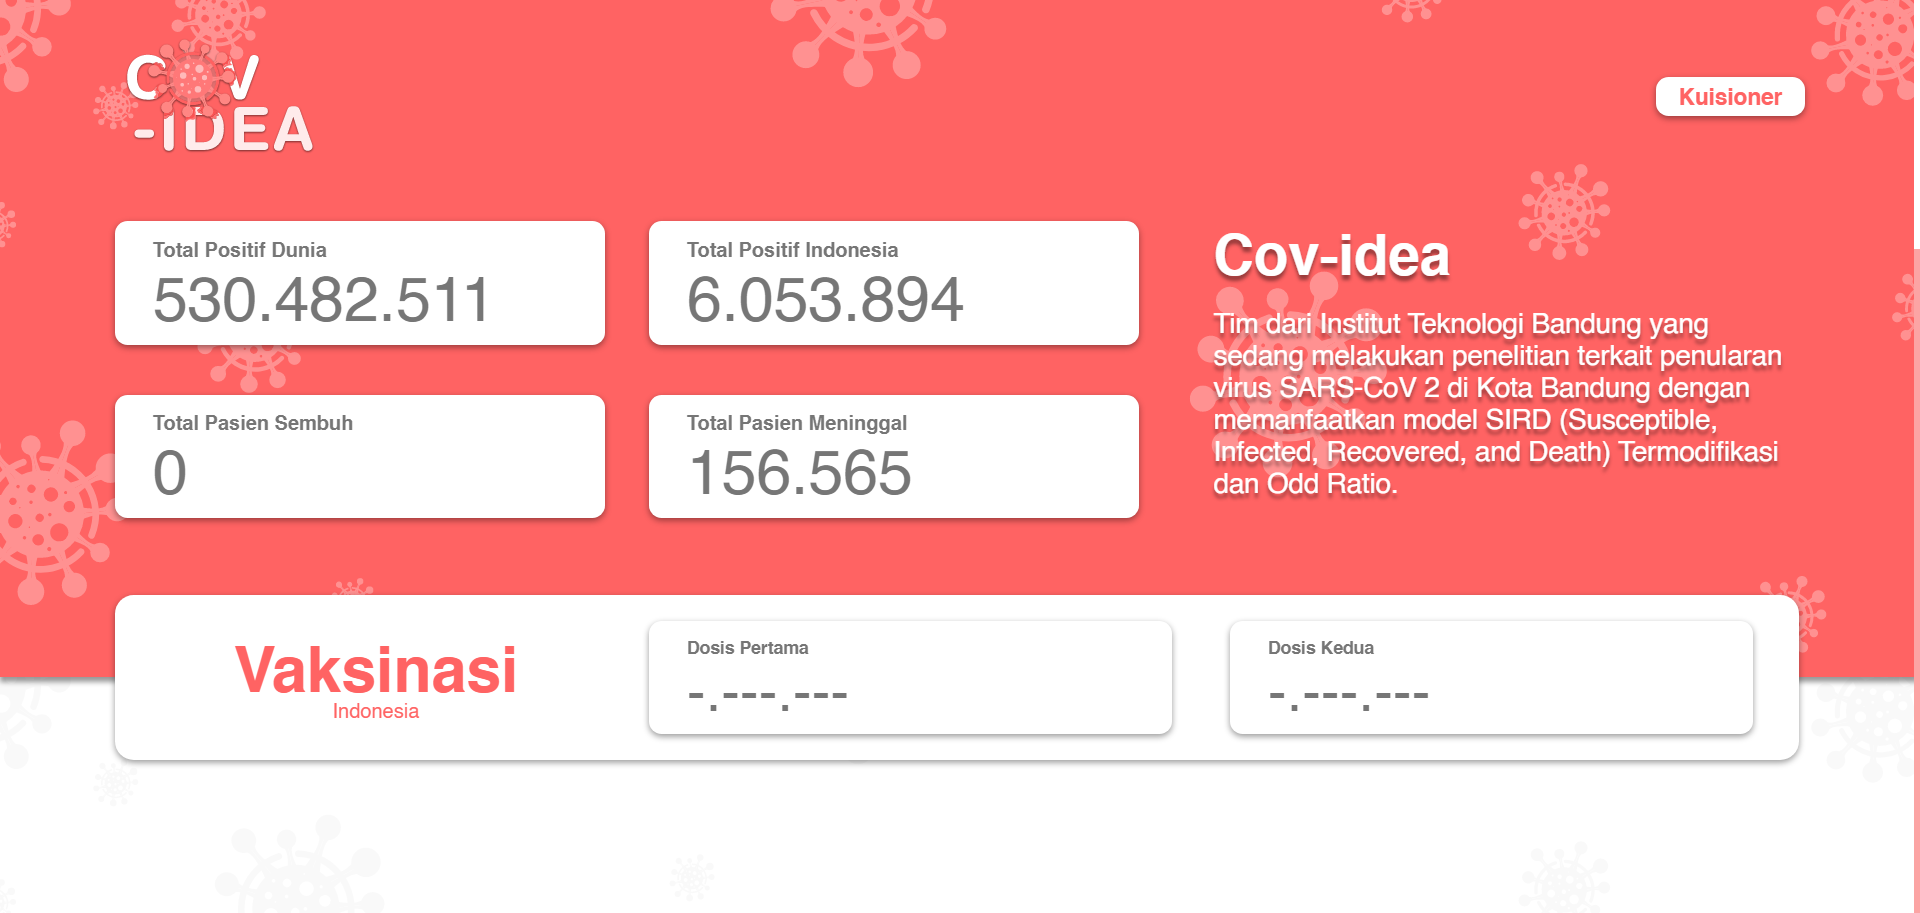 COV
-IDEA
Kuisioner
Total Positif Dunia
530.482.511
Total Positif Indonesia
6.053.894
Total Pasien Sembuh
0
Total Pasien Meninggal
156.565
Cov-idea
Tim dari Institut Teknologi Bandung yang
sedang melakukan penelitian terkait penularan
virus SARS-CoV 2 di Kota Bandung dengan
memanfaatkan model SIRD (Susceptible,
Infected, Recovered, and Death) Termodifikasi
dan Odd Ratio.
Vaksinasi
Indonesia
Dosis Pertama
-.---.---
Dosis Kedua
-.---.---